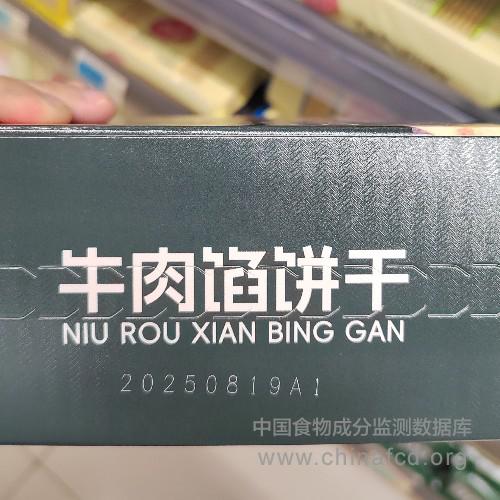 牛肉馅饼干
NIU ROU XIAN BING GAN
20250819A1
中国食物成分监测数据库
www.chinafcd.org